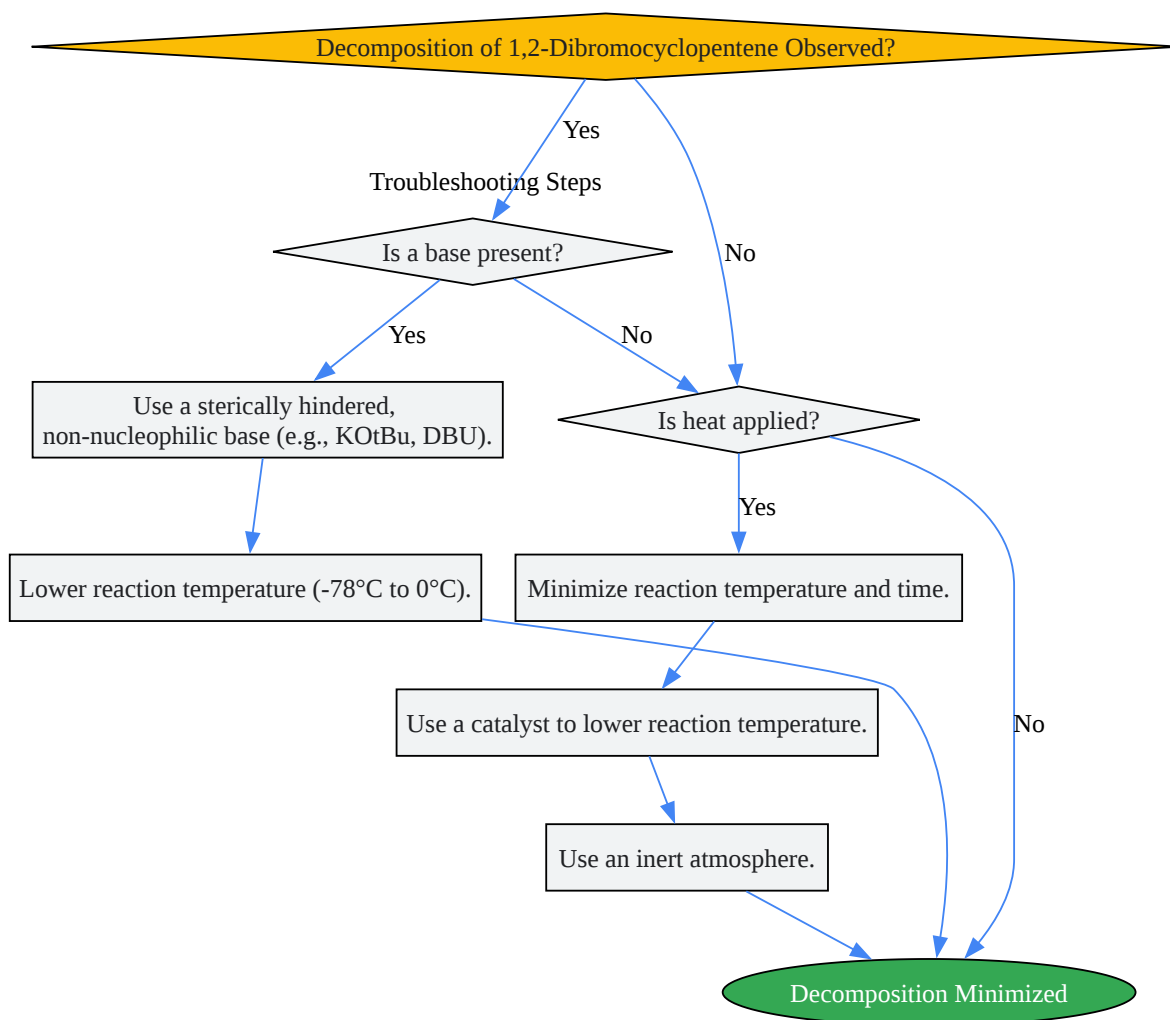 Decomposition of 1,2-Dibromocyclopentene Observed?
Yes
Troubleshooting Steps
Is a base present?
No
Yes
No
Use a sterically hindered,
non-nucleophilic base (e.g., KOtBu, DBU).
Is heat applied?
Yes
Lower reaction temperature (-78°C to 0°C).
Minimize reaction temperature and time.
Use a catalyst to lower reaction temperature.
No
Use an inert atmosphere.
Decomposition Minimized